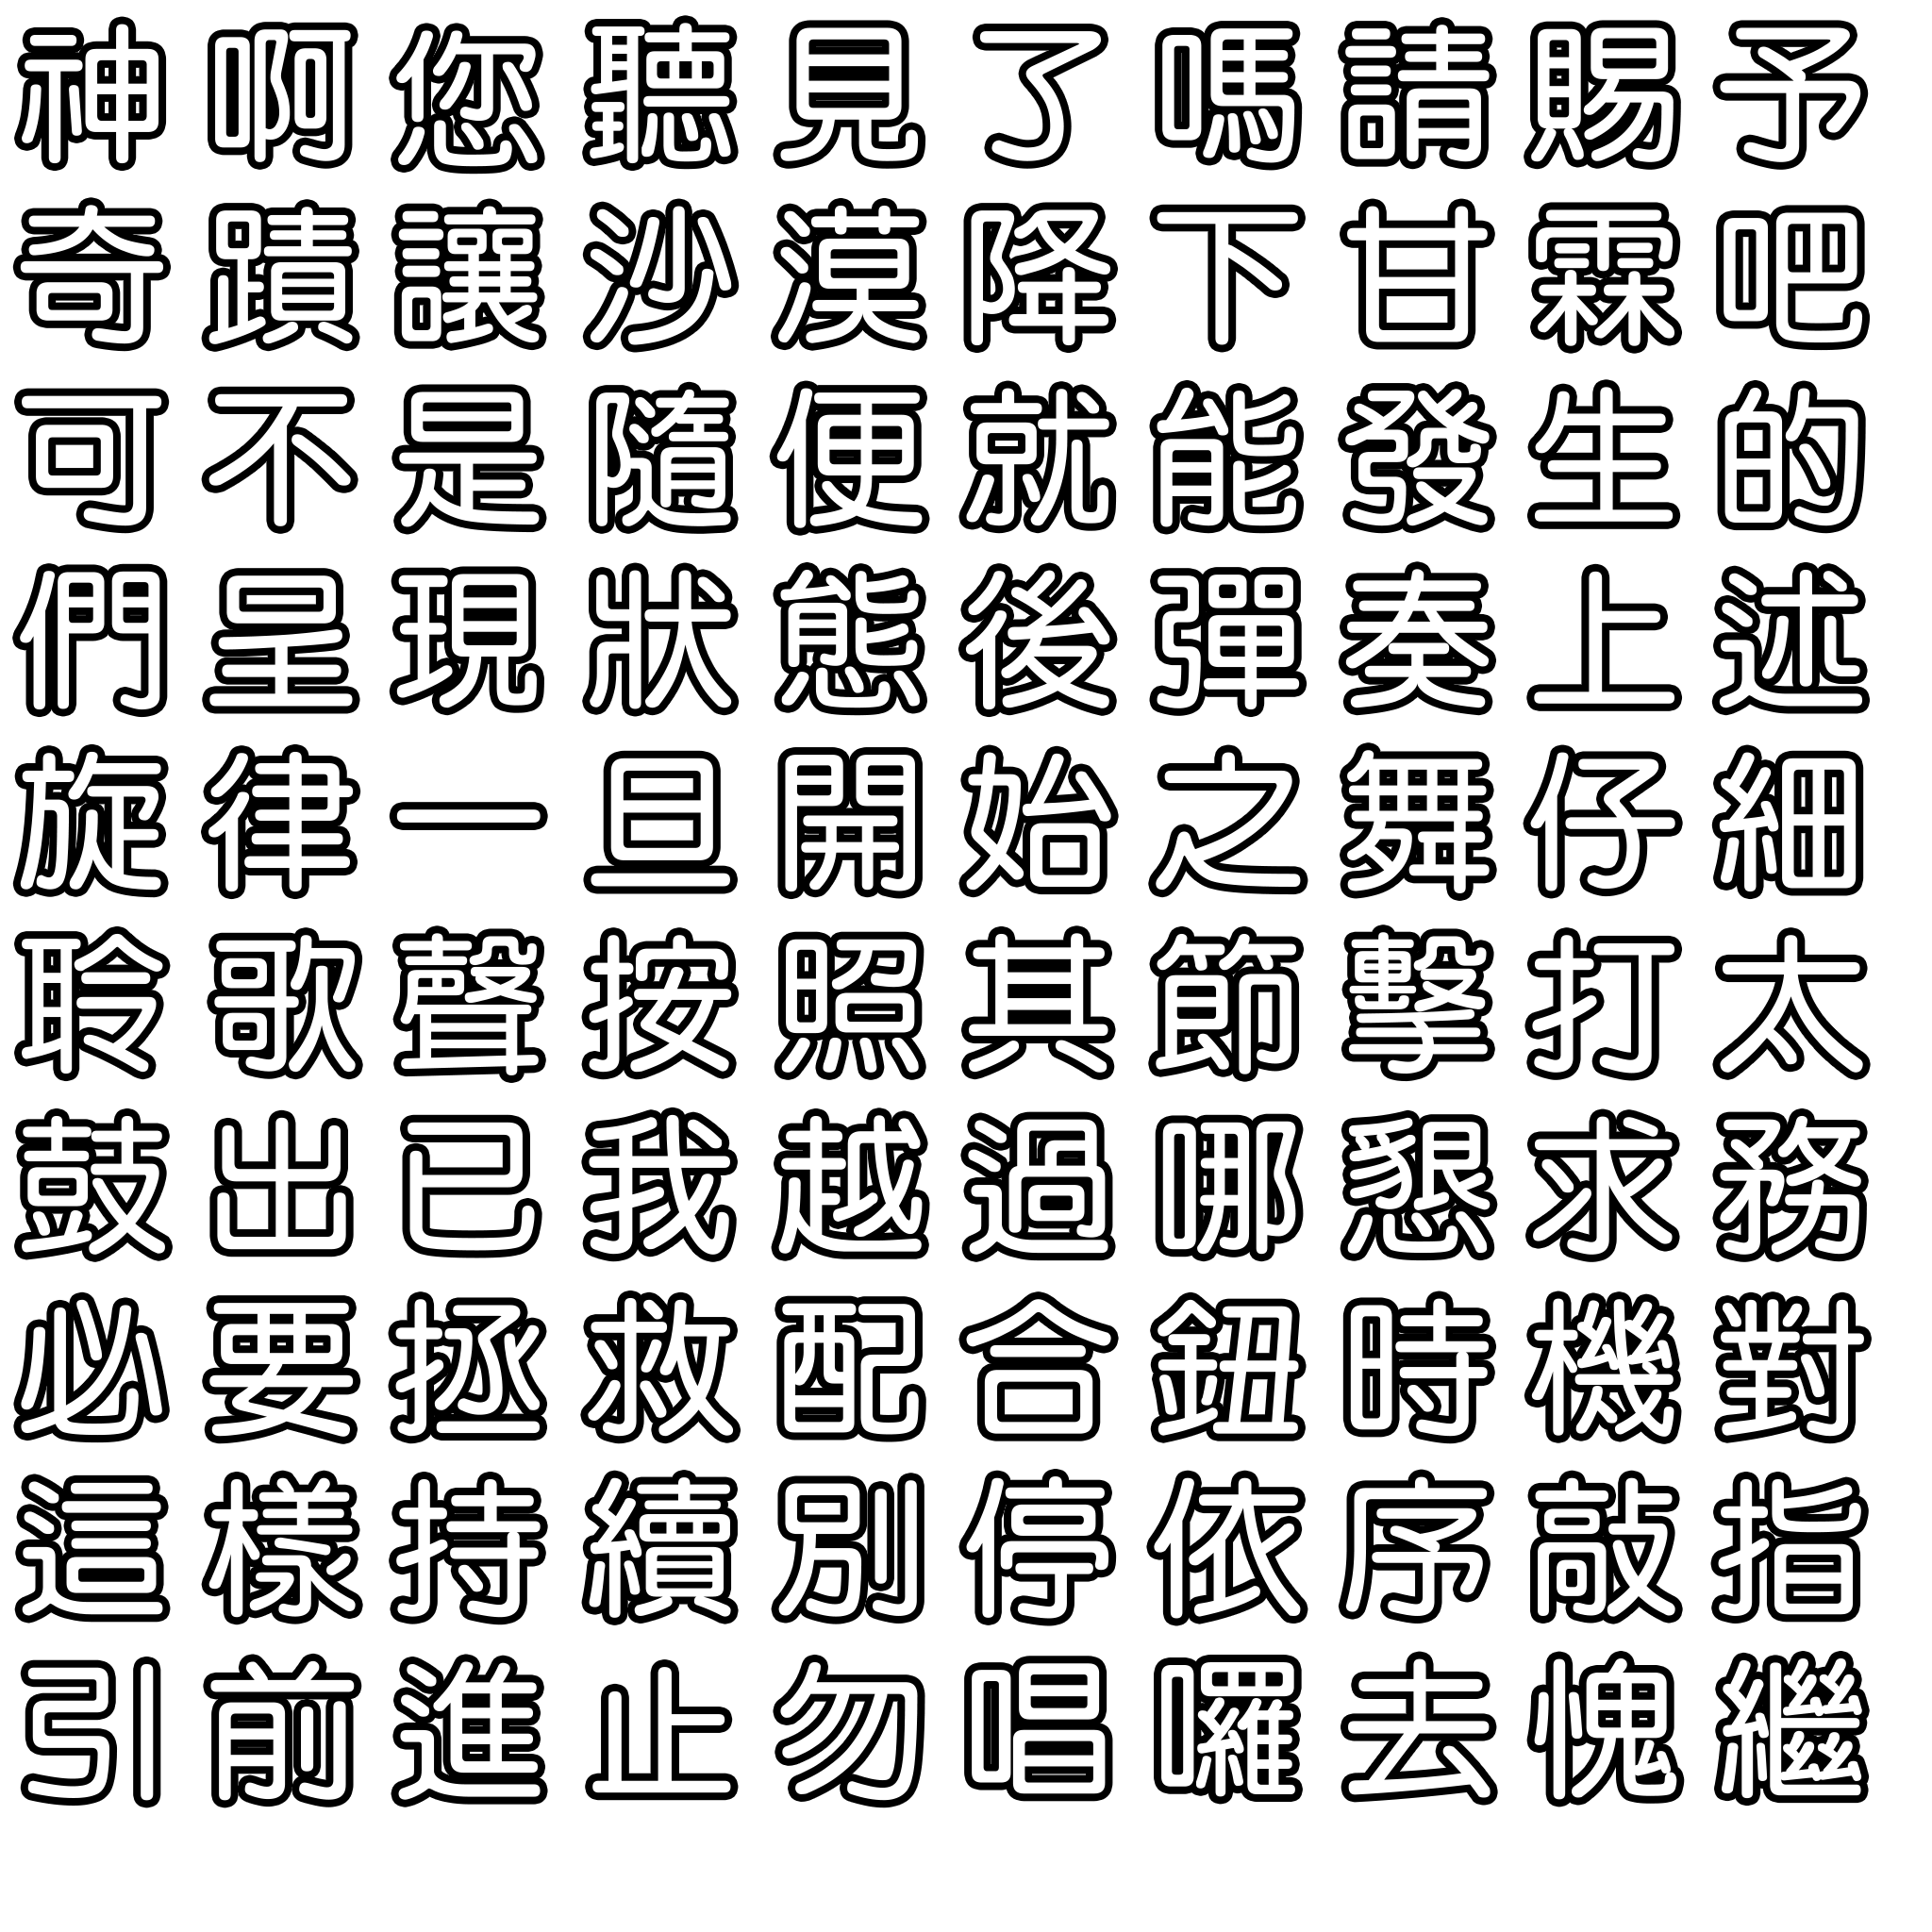 神啊您聽見了嗎請賜予
奇蹟讓沙漠降下甘霖吧
可不是隨便就能發生的
們呈現狀態後彈奏上述
旋律一旦開始之舞仔細
聆歌聲按照其節擊打太
鼓出已我越過哪懇求務
必要拯救配合鈕時機對
這樣持續別停依序敲指
引前進止勿唱囉去愧繼